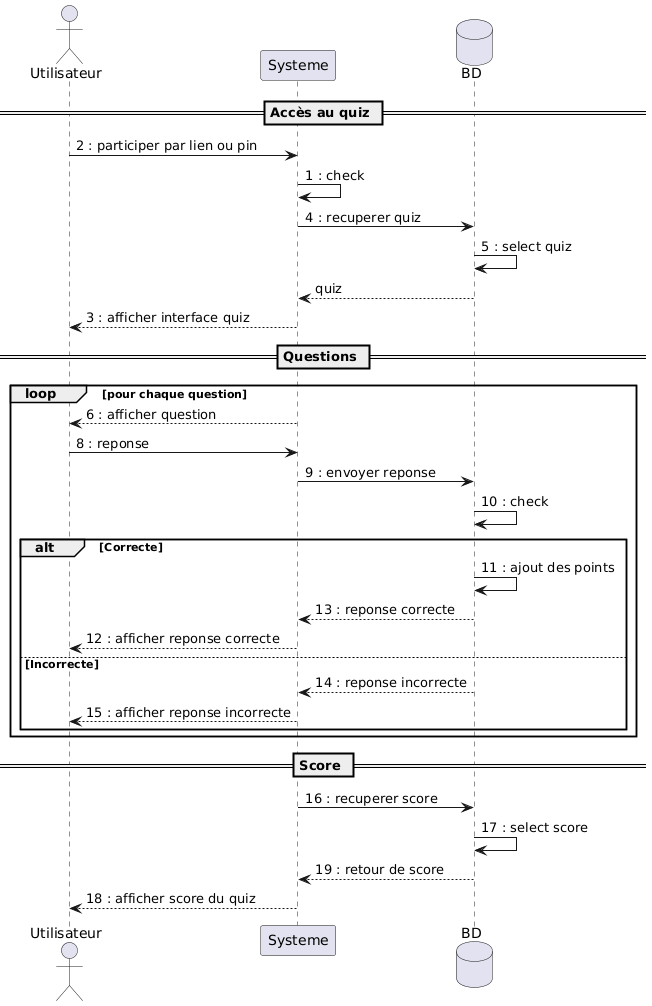 Utilisateur
Systeme
BD
Accès au quiz
2 : participer par lien ou pin
1 : check
4 : recuperer quiz
5 : select quiz
quiz
3 : afficher interface quiz
Questions
loop [pour chaque question]
6 : afficher question
8 : reponse
9 : envoyer reponse
10 : check
alt [Correcte]
11 : ajout des points
13 : reponse correcte
12 : afficher reponse correcte
[Incorrecte]
14 : reponse incorrecte
15 : afficher reponse incorrecte
Score
16 : recuperer score
17 : select score
19 : retour de score
18 : afficher score du quiz
Utilisateur
Systeme
BD